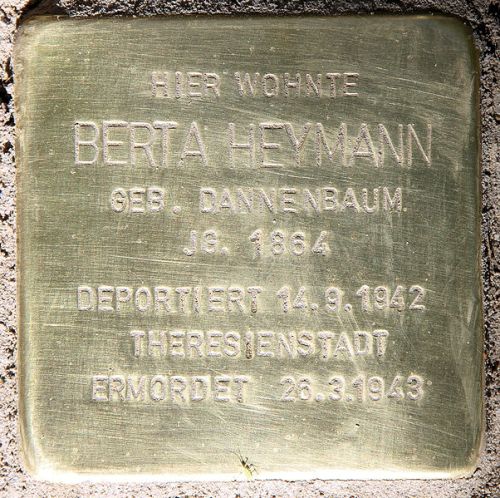 HIER WOHNTE
BERTA HEYMANN
GEB. DANNENBAUM
JG. 1864
DEPORTIERT 14.9.1942
THERESIENSTADT
ERMORDET 26.3.1943